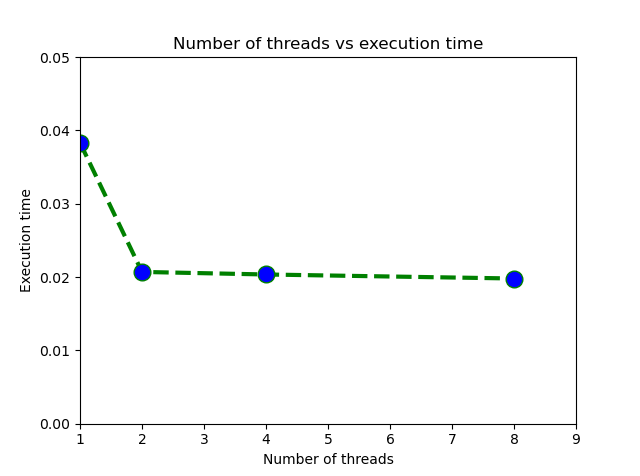 Number of threads vs execution time
0.05
0.04
0.03
0.02
0.01
0.00
Execution time
1 2 3 4 5 6 7 8 9
Number of threads